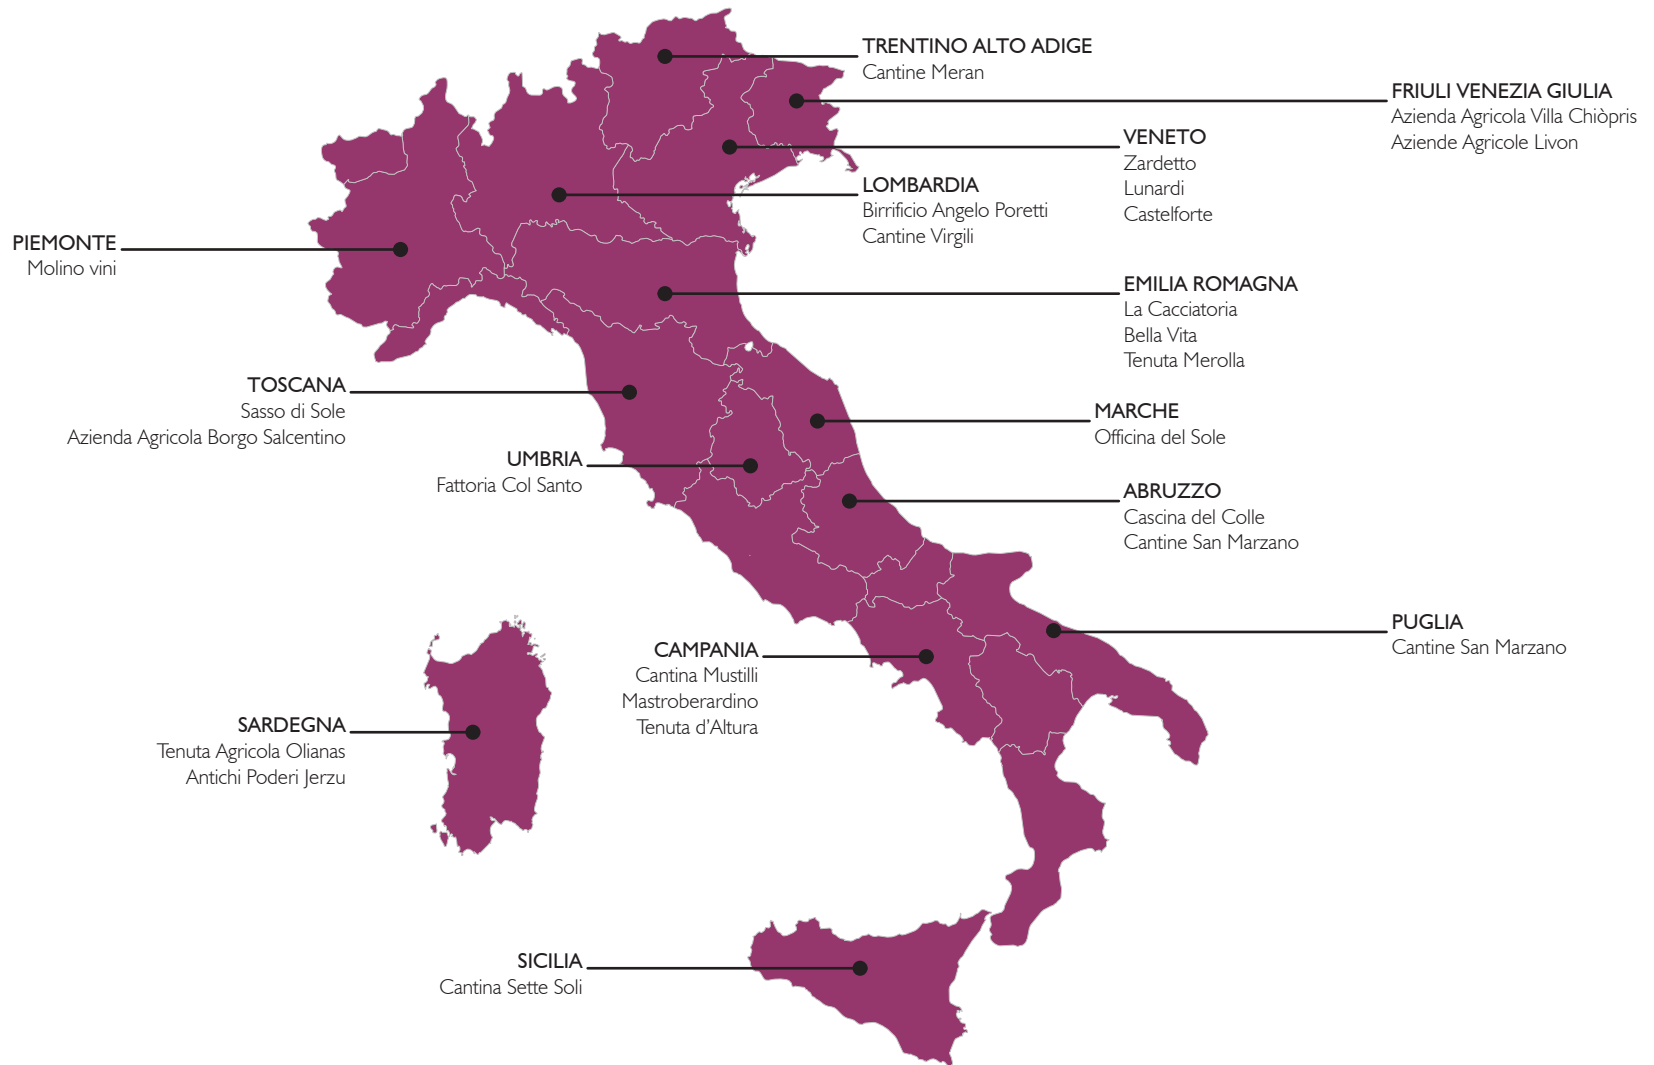 TRENTINO ALTO ADIGE
Cantine Meran
FRIULI VENEZIA GIULIA
Azienda Agricola Villa Chiòpris
Aziende Agricole Livon
VENETO
Zardetto
Lunardi
Castelforte
LOMBARDIA
Birrificio Angelo Poretti
Cantine Virgili
PIEMONTE
Molino vini
EMILIA ROMAGNA
La Cacciatoria
Bella Vita
Tenuta Merolla
TOSCANA
Sasso di Sole
Azienda Agricola Borgo Salcentino
MARCHE
Officina del Sole
UMBRIA
Fattoria Col Santo
ABRUZZO
Cascina del Colle
Cantine San Marzano
PUGLIA
Cantine San Marzano
CAMPANIA
Cantina Mustilli
Mastroberardino
Tenuta d'Altura
SARDEGNA
Tenuta Agricola Olianas
Antichi Poderi Jerzu
SICILIA
Cantina Sette Soli